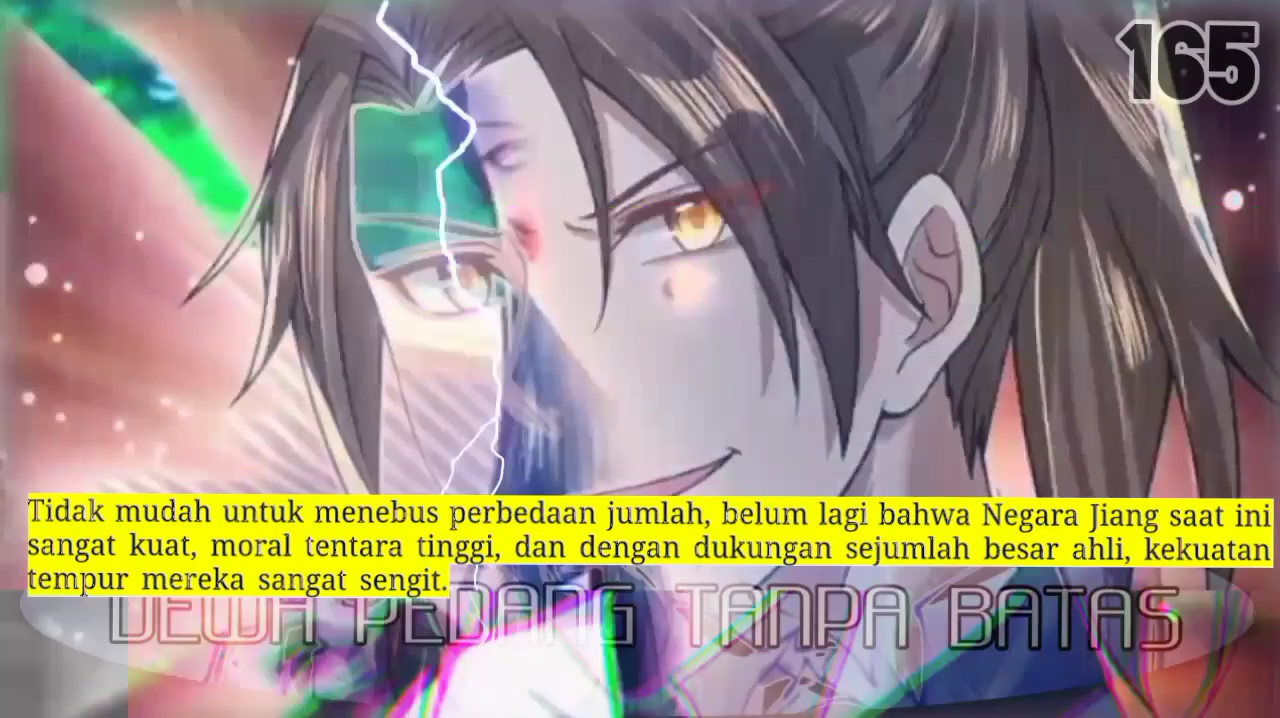 165
Tidak mudah untuk menebus perbedaan jumlah, belum lagi bahwa Negara Jiang saat ini
sangat kuat, moral tentara tinggi, dan dengan dukungan sejumlah besar ahli, kekuatan
tempur mereka sangat sengit.
DEWA PEDANG TANPA BATAS